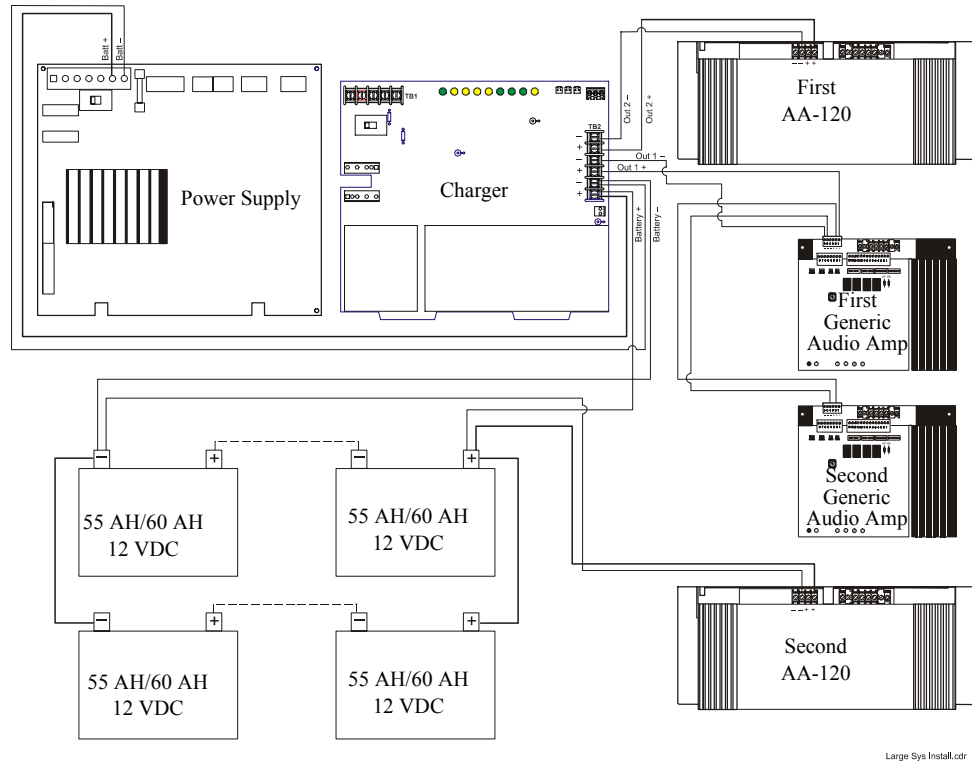 Batt +
Batt –
Power Supply
TB1
TB2
Charger
–
+
–
+
–
+
Out 2 –
Out 2 +
Out 1 –
Out 1 +
Battery +
Battery –
– – + +
First
AA-120
First
Generic
Audio Amp
Second
Generic
Audio Amp
– – + +
Second
AA-120
–
+
–
+
55 AH/60 AH
12 VDC
55 AH/60 AH
12 VDC
–
+
–
+
55 AH/60 AH
12 VDC
55 AH/60 AH
12 VDC
Large Sys Install.cdr